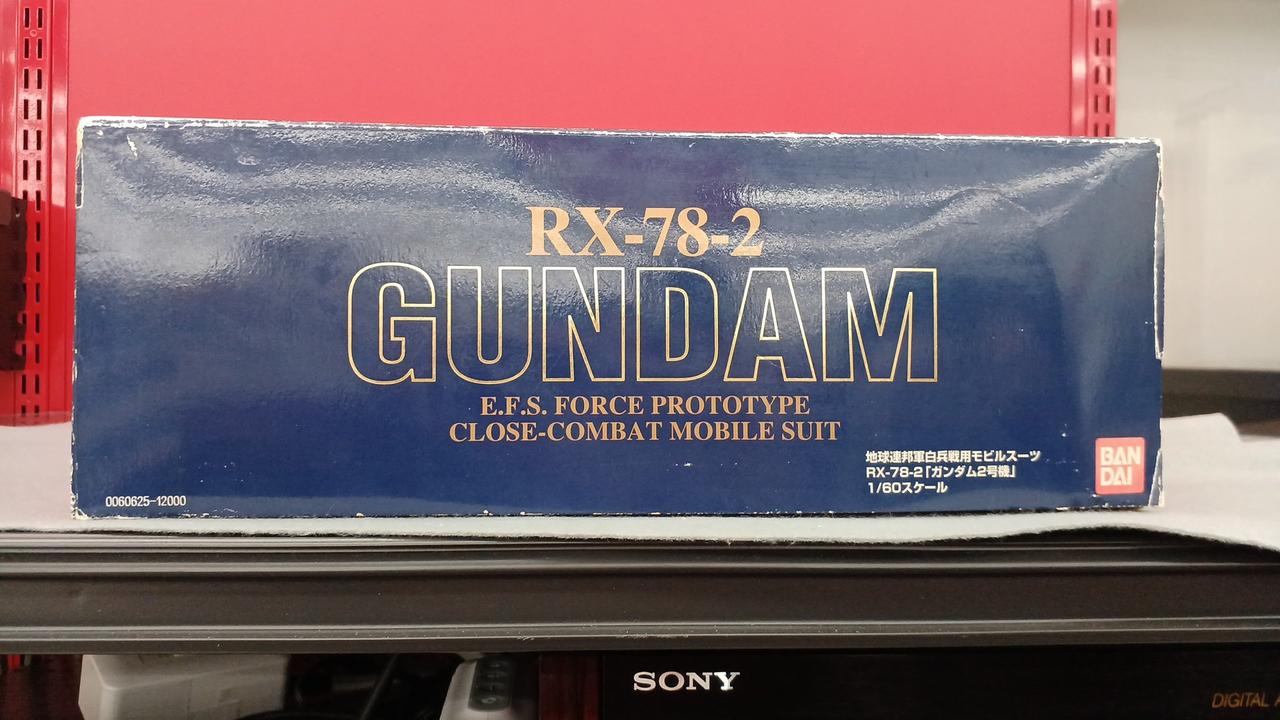 RX-78-2
GUNDAM
E.F.S. FORCE PROTOTYPE
CLOSE-COMBAT MOBILE SUIT
地球連邦軍白兵戦用モビルスーツ
RX-78-2「ガンダム2号機」
1/60スケール
BAN
DAI
0060625-12000
SONY
DIGITAL